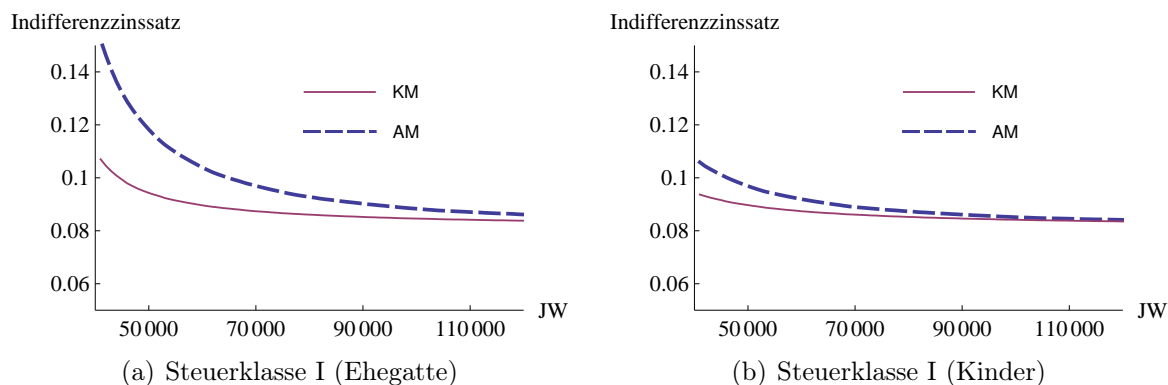 Indifferenzzinssatz
0.14
0.12
0.1
0.08
0.06
KM
AM
50 000
70 000
90 000
110 000
JW
(a) Steuerklasse I (Ehegatte)
Indifferenzzinssatz
0.14
0.12
0.1
0.08
0.06
KM
AM
50 000
70 000
90 000
110 000
JW
(b) Steuerklasse I (Kinder)